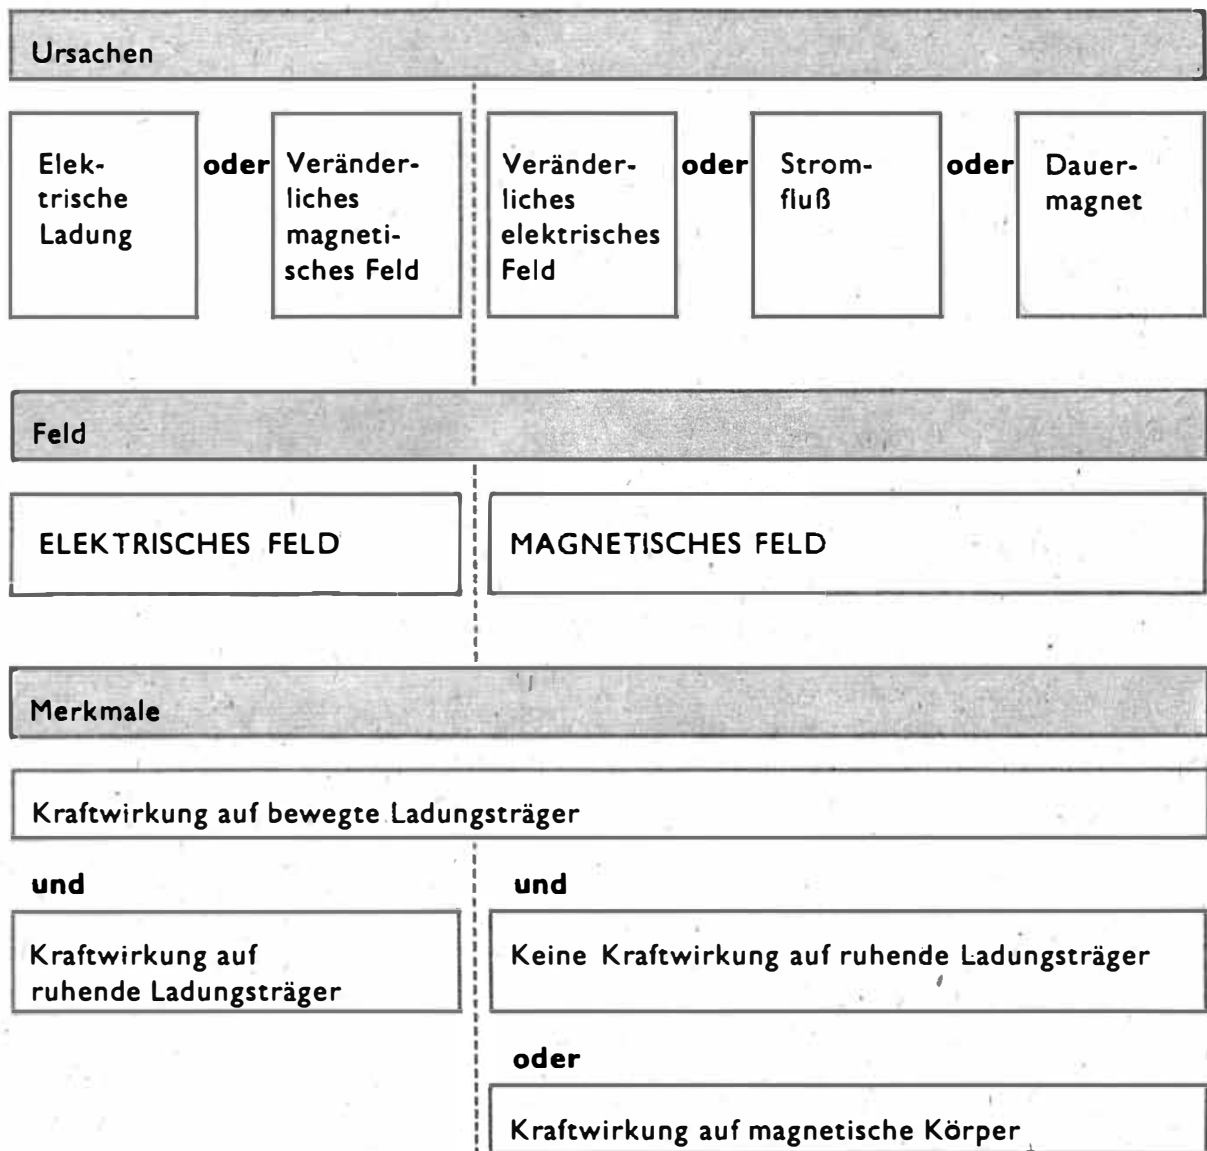 Ursachen
Elek-
trische
Ladung
oder
Veränder-
liches
magneti-
sches Feld
Veränder-
liches
elektrisches
Feld
oder
Strom-
fluß
oder
Dauer-
magnet
Feld
ELEKTRISCHES FELD
MAGNETISCHES FELD
Merkmale
Kraftwirkung auf bewegte Ladungsträger
und
Kraftwirkung auf
ruhende Ladungsträger
und
Keine Kraftwirkung auf ruhende Ladungsträger
oder
Kraftwirkung auf magnetische Körper